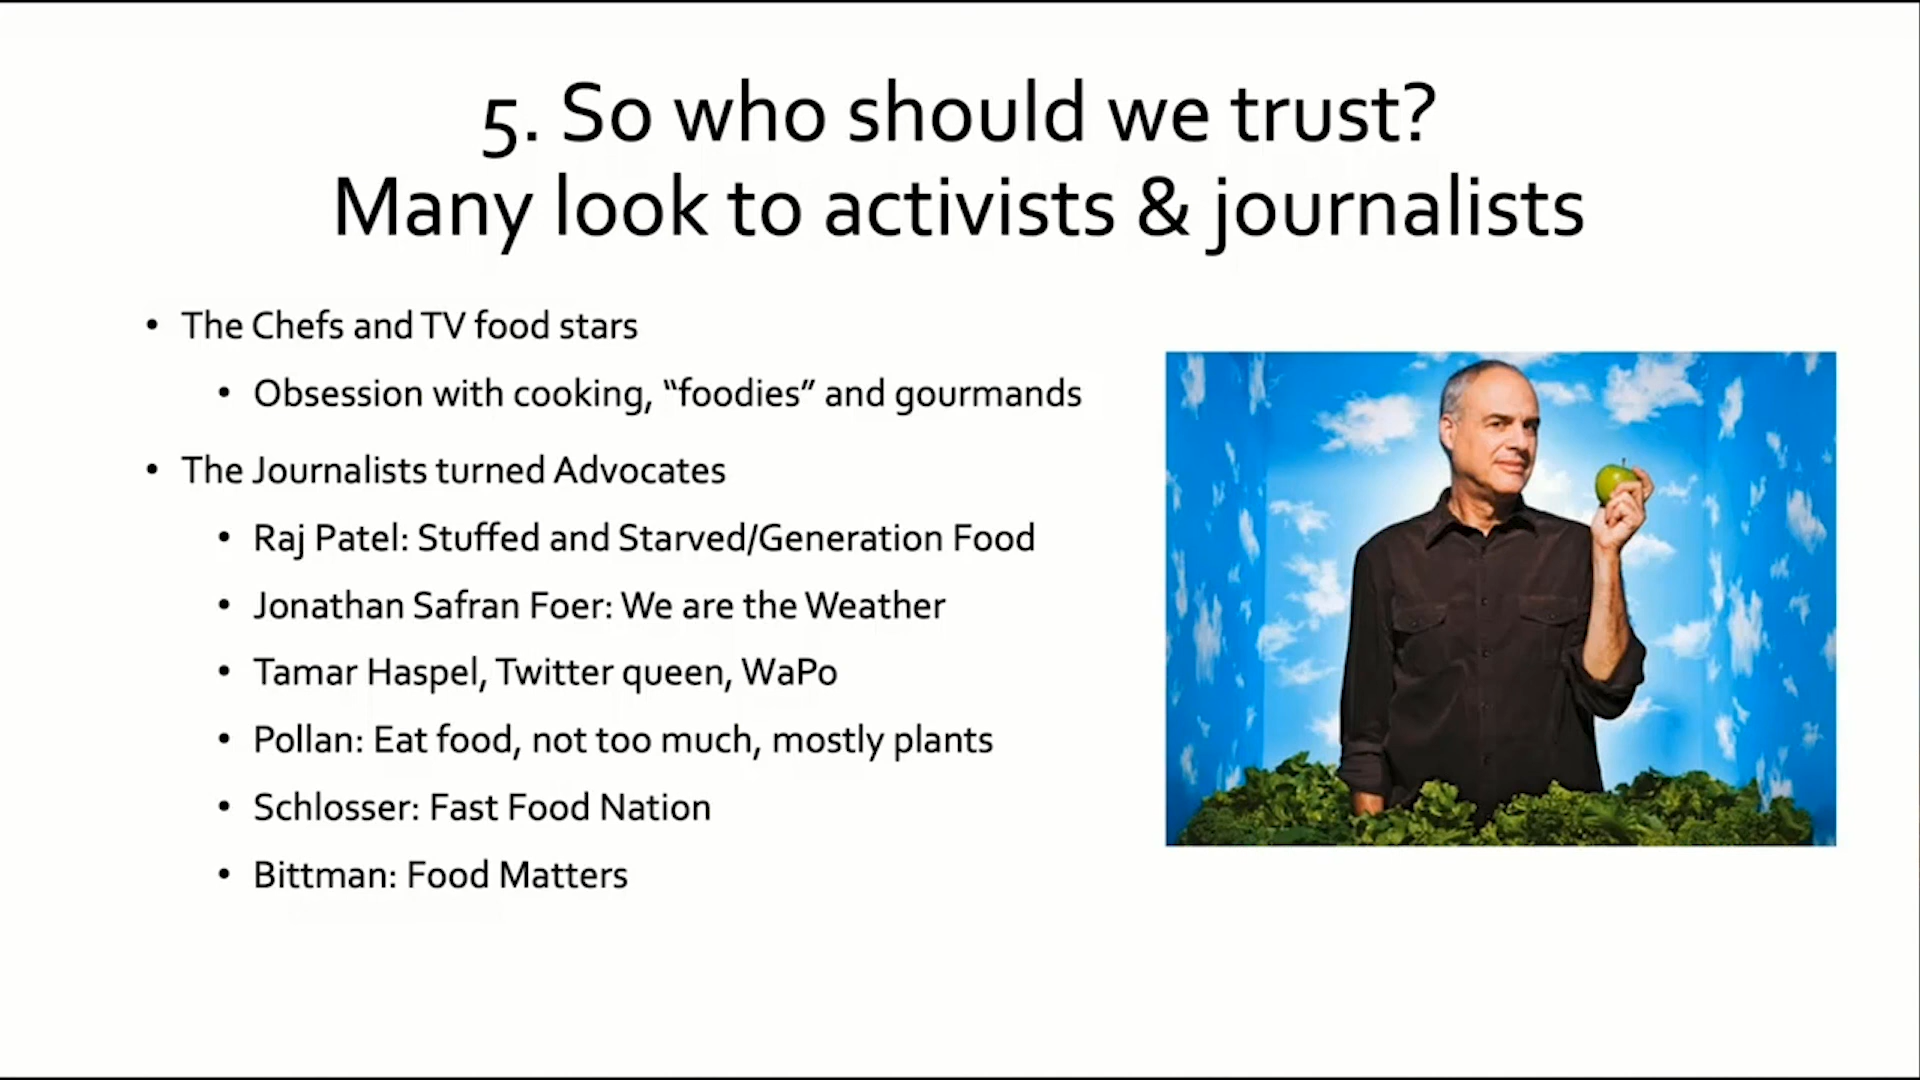 5. So who should we trust?
Many look to activists & journalists
• The Chefs and TV food stars
• Obsession with cooking, “foodies” and gourmands
• The Journalists turned Advocates
• Raj Patel: Stuffed and Starved/Generation Food
• Jonathan Safran Foer: We are the Weather
• Tamar Haspel, Twitter queen, WaPo
• Pollan: Eat food, not too much, mostly plants
• Schlosser: Fast Food Nation
• Bittman: Food Matters